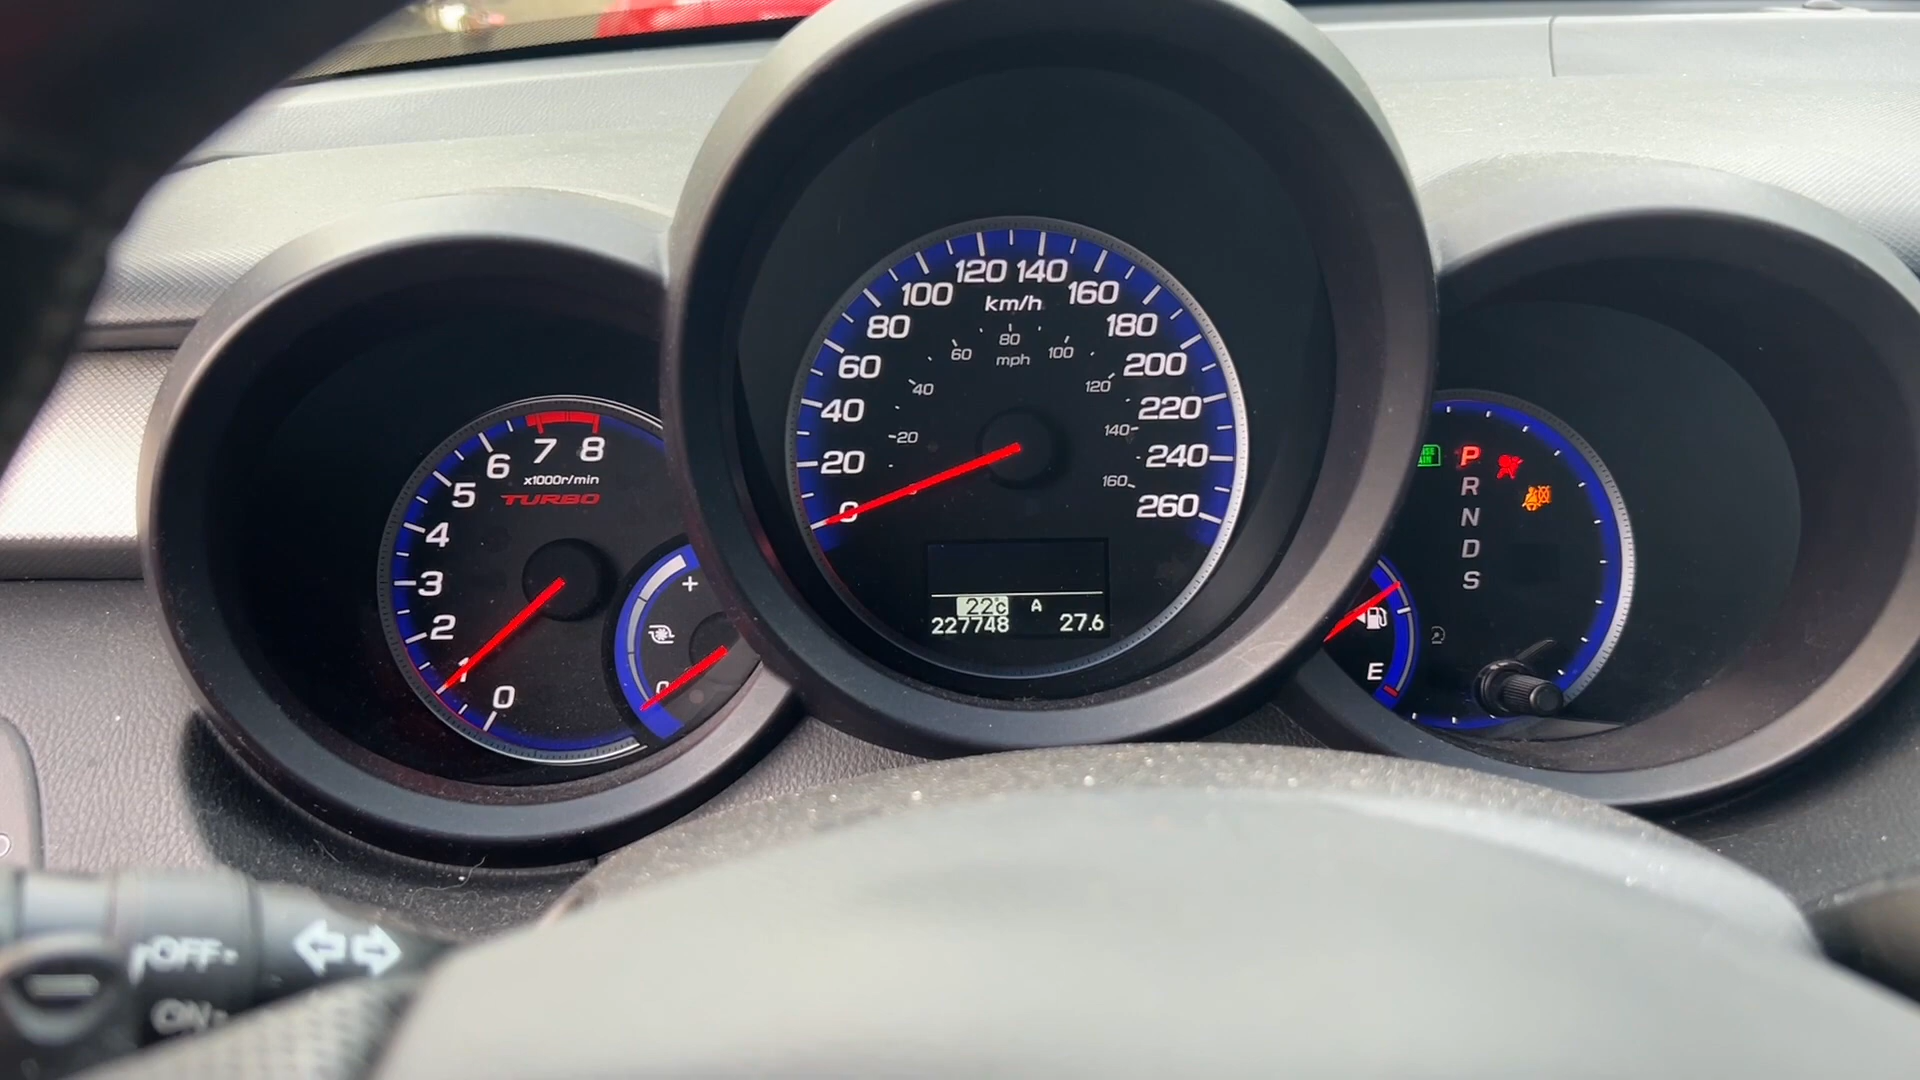 120 140
100 160
km/h
80 180
80
60 100
mph
60 200
40 120
40 220
20 140
20 240
160
0 260
22°c A
227748 27.6
7 8
6
x1000r/min
5 TURBO
4
3
2
1
0
+
0
P
R
N
D
S
E
OFF
ON